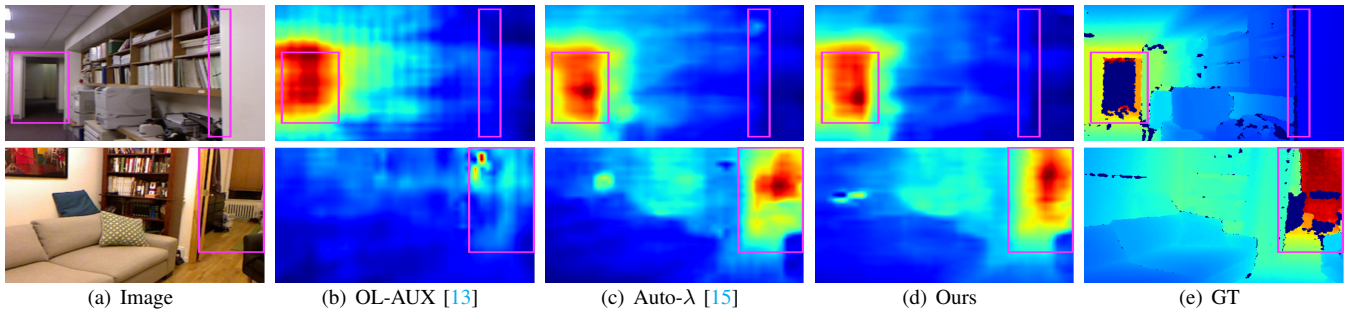 (a) Image
(b) OL-AUX [13]
(c) Auto-λ [15]
(d) Ours
(e) GT